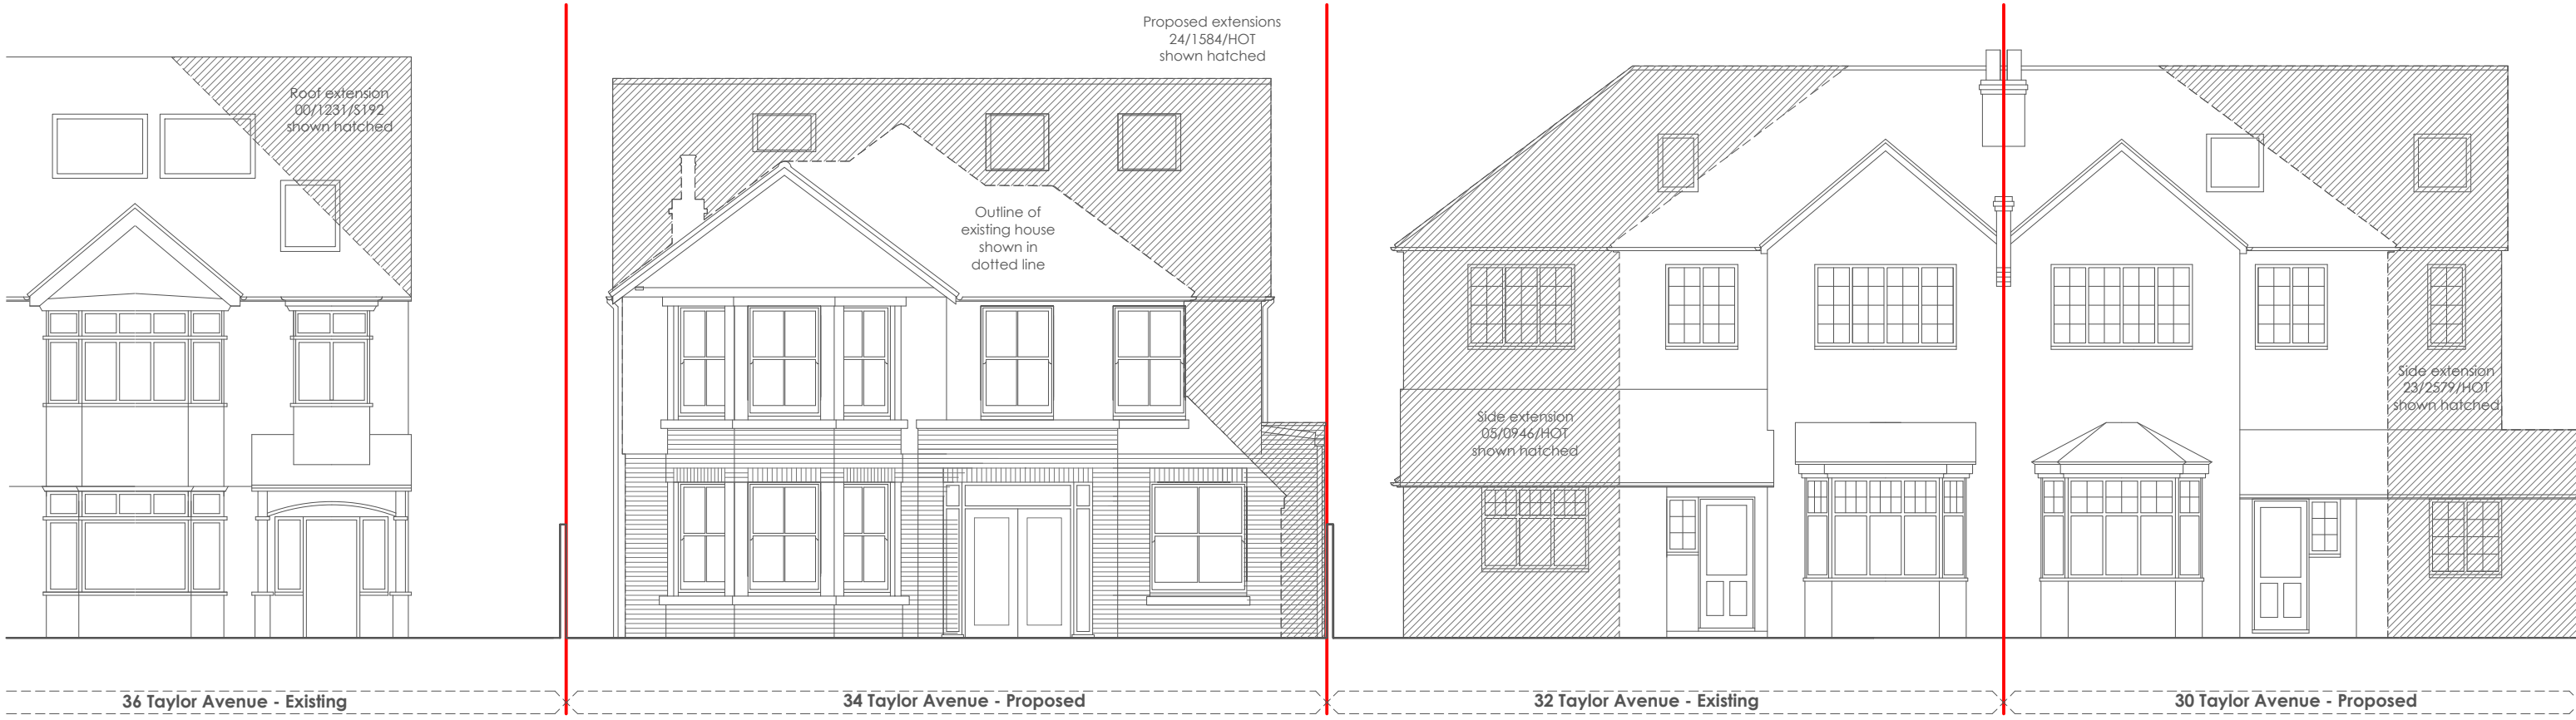 Proposed extensions
24/1584/HOT
shown hatched
Roof extension
00/1231/S192
shown hatched
Outline of
existing house
shown in
dotted line
Side extension
05/0946/HOT
shown hatched
Side extension
23/2579/HOT
shown hatched
36 Taylor Avenue - Existing
34 Taylor Avenue - Proposed
32 Taylor Avenue - Existing
30 Taylor Avenue - Proposed